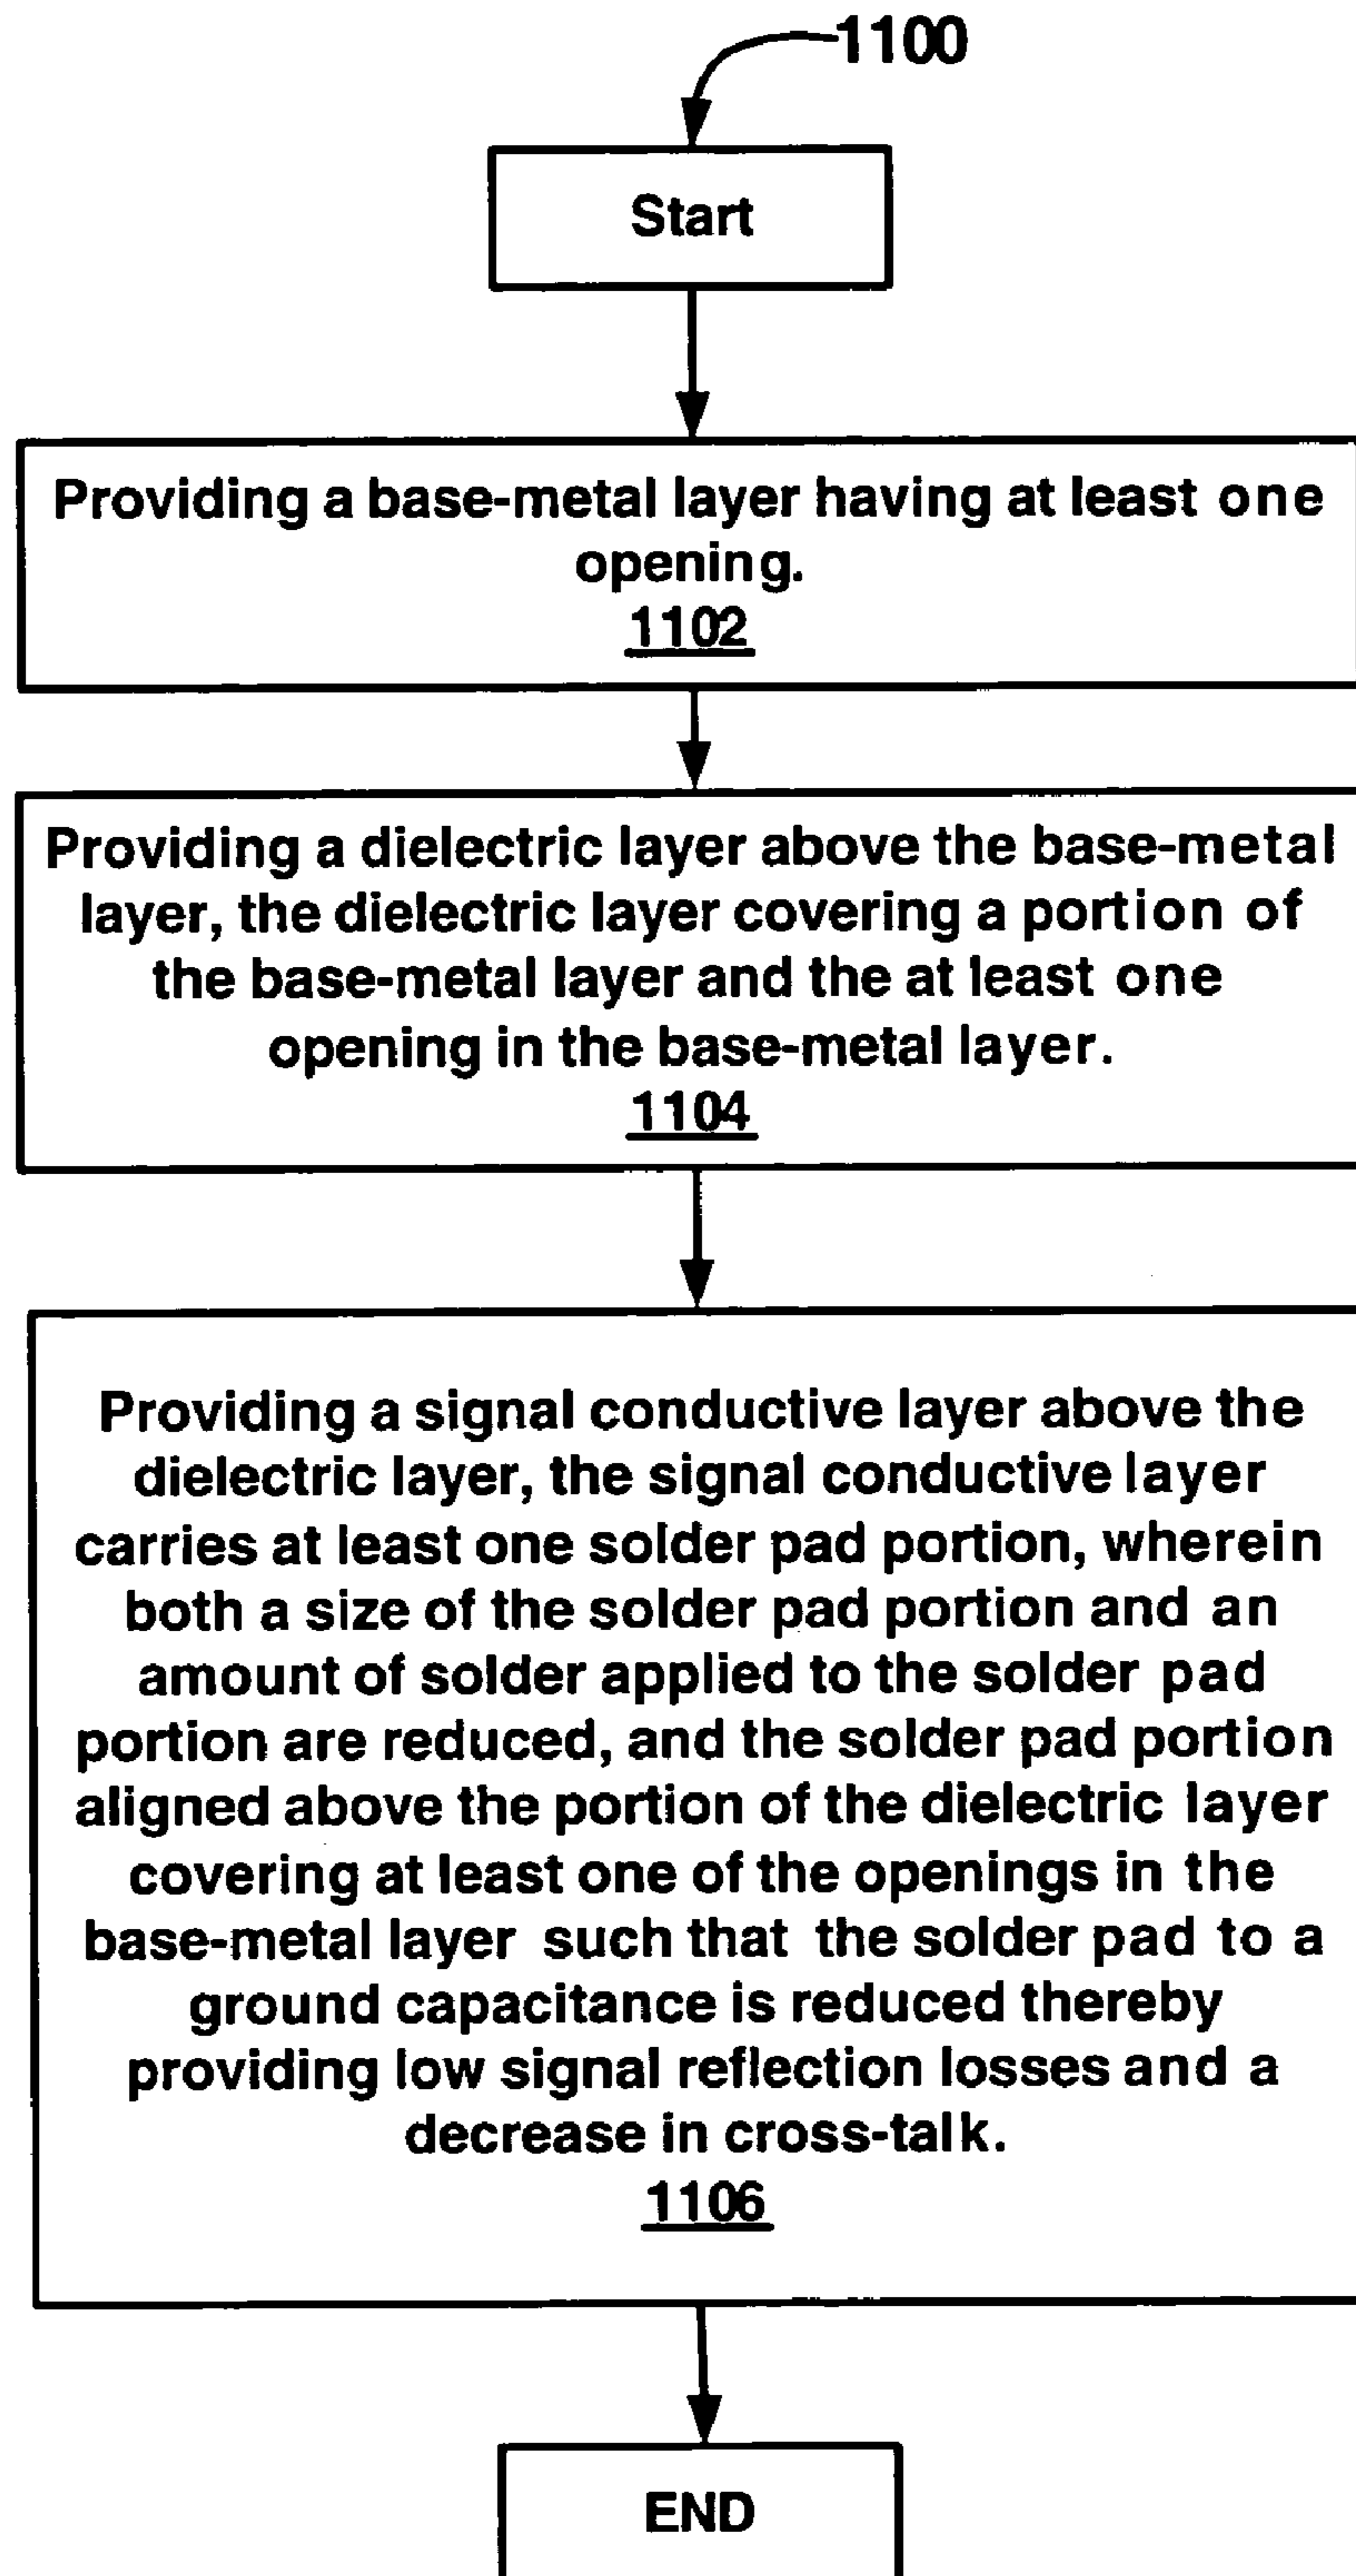 1100
Start
Providing a base-metal layer having at least one
opening.
1102
Providing a dielectric layer above the base-metal
layer, the dielectric layer covering a portion of
the base-metal layer and the at least one
opening in the base-metal layer.
1104
Providing a signal conductive layer above the
dielectric layer, the signal conductive layer
carries at least one solder pad portion, wherein
both a size of the solder pad portion and an
amount of solder applied to the solder pad
portion are reduced, and the solder pad portion
aligned above the portion of the dielectric layer
covering at least one of the openings in the
base-metal layer such that the solder pad to a
ground capacitance is reduced thereby
providing low signal reflection losses and a
decrease in cross-talk.
1106
END